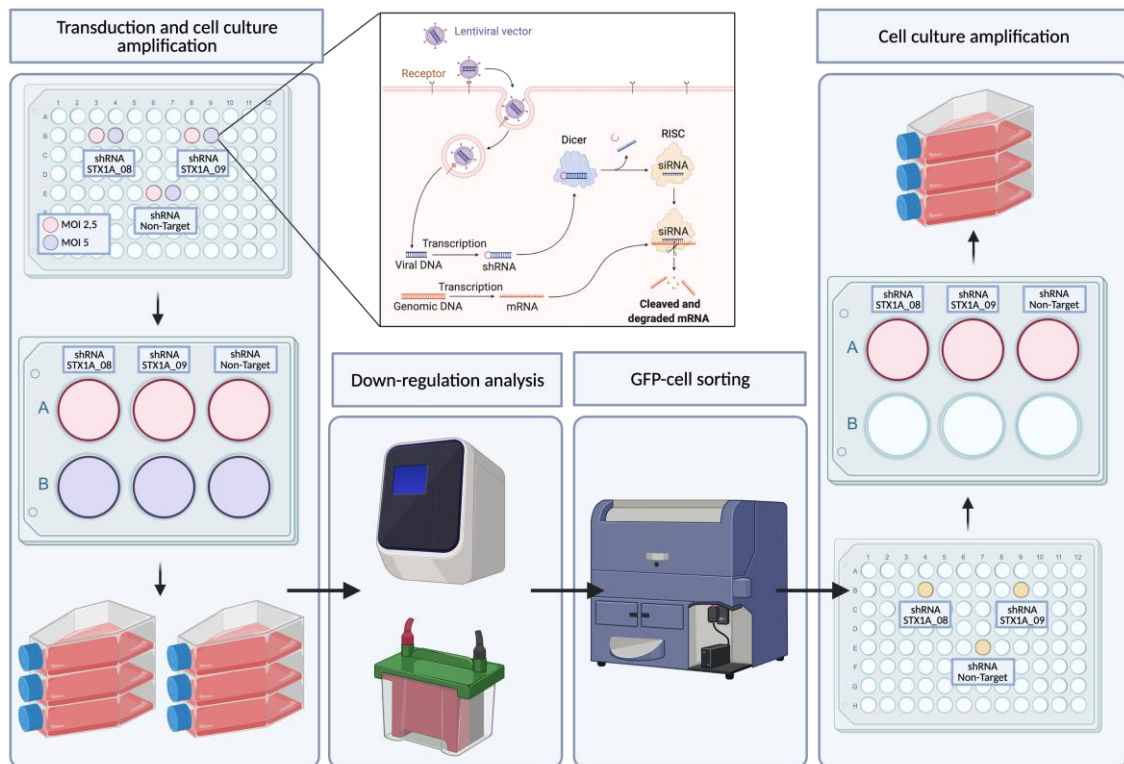 Transduction and cell culture
amplification
1 2 3 4 5 6 7 8 9 10 11 12
A
B
C
D
E
shRNA
STX1A_08
shRNA
STX1A_09
shRNA
Non-Target
MOI 2,5
MOI 5
Lentiviral vector
Receptor
Dicer
RISC
siRNA
siRNA
Transcription
Viral DNA
shRNA
Transcription
Genomic DNA
mRNA
Cleaved and
degraded mRNA
shRNA
STX1A_08
shRNA
STX1A_09
shRNA
Non-Target
A
B
Down-regulation analysis
GFP-cell sorting
Cell culture amplification
shRNA
STX1A_08
shRNA
STX1A_09
shRNA
Non-Target
A
B
1 2 3 4 5 6 7 8 9 10 11 12
A
B
C
D
E
F
G
H
shRNA
STX1A_08
shRNA
STX1A_09
shRNA
Non-Target